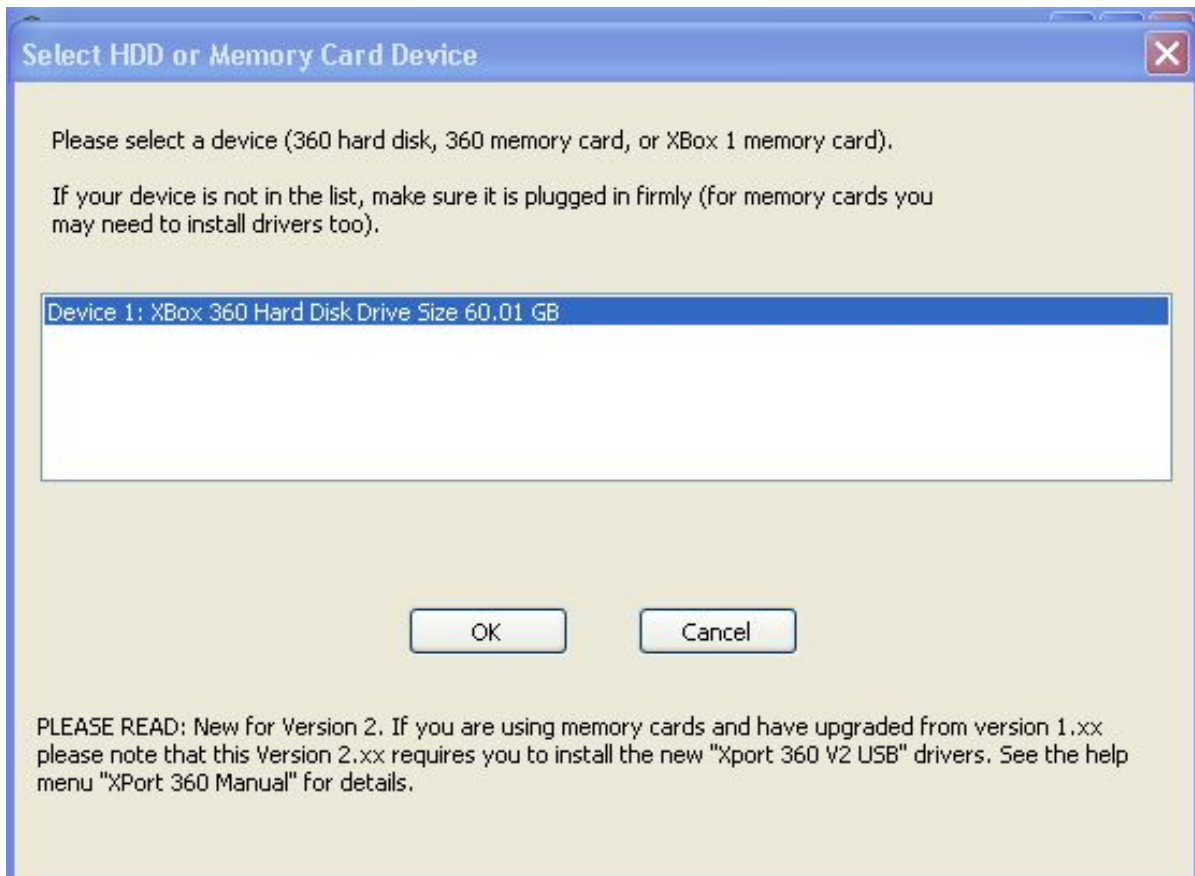 Select HDD or Memory Card Device
Please select a device (360 hard disk, 360 memory card, or XBox 1 memory card).
If your device is not in the list, make sure it is plugged in firmly (for memory cards you
may need to install drivers too).
Device 1: XBox 360 Hard Disk Drive Size 60.01 GB
OK
Cancel
PLEASE READ: New for Version 2. If you are using memory cards and have upgraded from version 1.xx
please note that this Version 2.xx requires you to install the new "Xport 360 V2 USB" drivers. See the help
menu "XPort 360 Manual" for details.